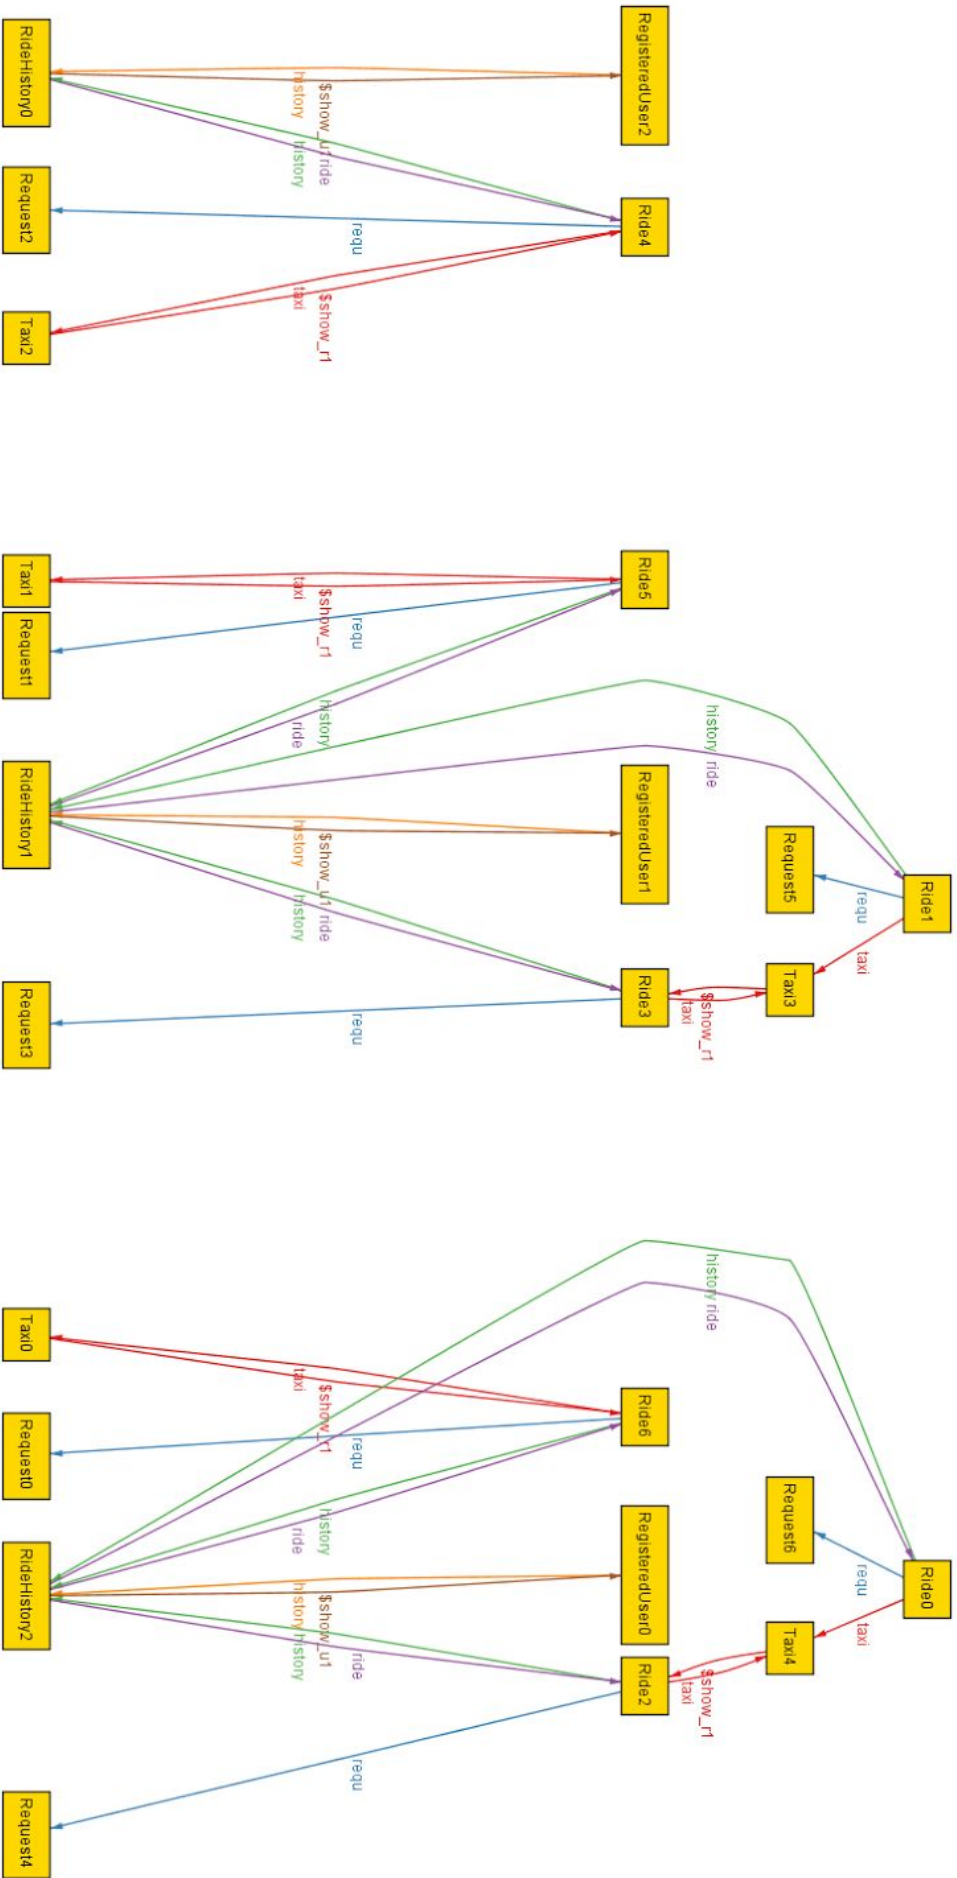 Ride1
Ride0
history
ride
requ
taxi
history
ride
requ
taxi
Request5
Taxi3
Request6
Taxi4
$show_r1
taxi
$show_r1
taxi
RegisteredUser2
Ride4
Ride5
RegisteredUser1
Ride3
Ride6
RegisteredUser0
Ride2
requ
requ
requ
requ
ride
requ
$show_u1
ride
$show_r1
$show_r1
history
$show_u1
ride
$show_r1
history
$show_u1
history
history
taxi
taxi
ride
history
history
taxi
ride
history
history
RideHistory0
Request2
Taxi2
Taxi1
Request1
RideHistory1
Request3
Taxi0
Request0
RideHistory2
Request4